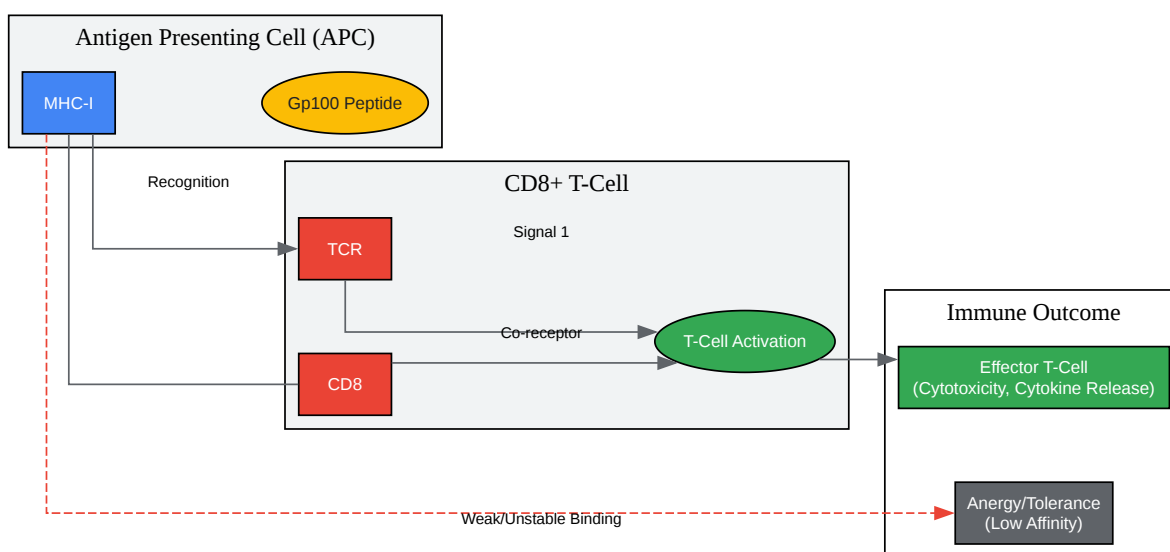 Antigen Presenting Cell (APC)
MHC-I
Gp100 Peptide
Recognition
CD8+ T-Cell
Signal 1
TCR
Co-receptor
T-Cell Activation
CD8
Immune Outcome
Effector T-Cell
(Cytotoxicity, Cytokine Release)
Anergy/Tolerance
(Low Affinity)
Weak/Unstable Binding